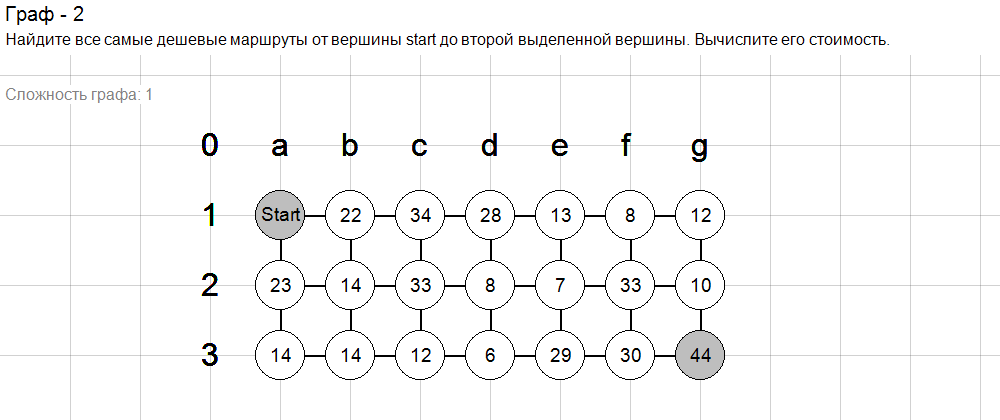 Граф - 2
Найдите все самые дешевые маршруты от вершины start до второй выделенной вершины. Вычислите его стоимость.
Сложность графа: 1
0 a b c d e f g
1 Start 22 34 28 13 8 12
2 23 14 33 8 7 33 10
3 14 14 12 6 29 30 44